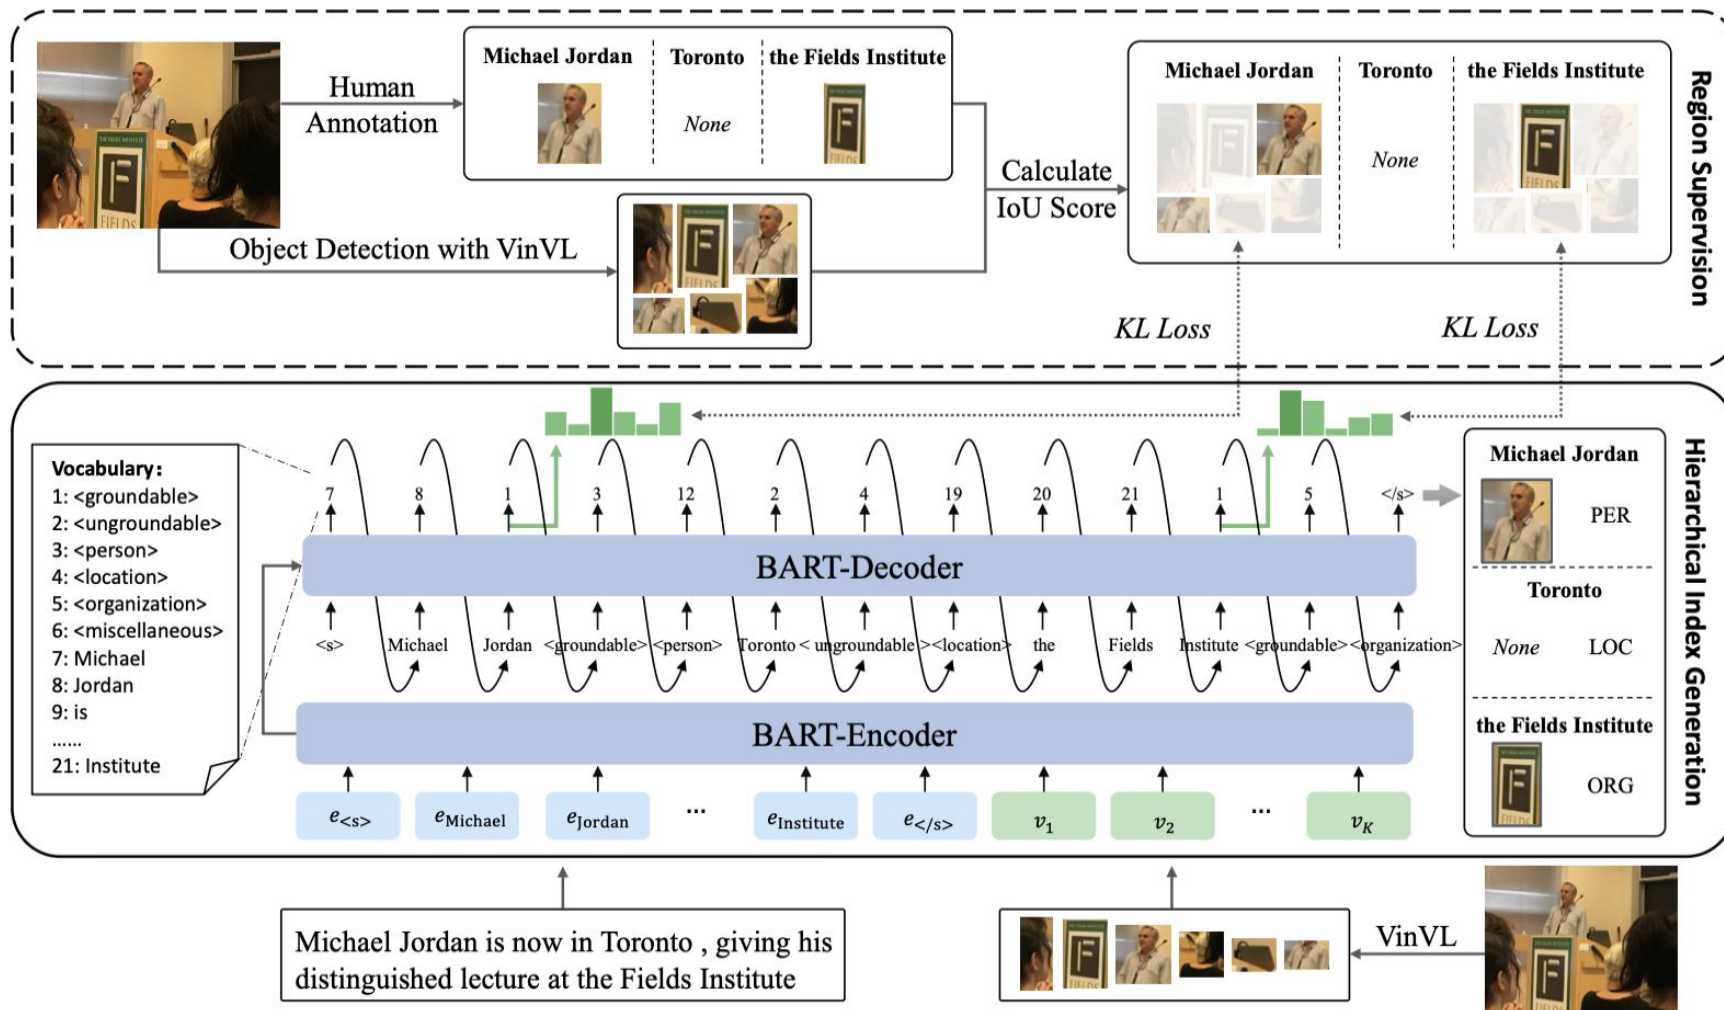 Michael Jordan
Toronto
the Fields Institute
None
Human
Annotation
Object Detection with VinVL
Calculate
IoU Score
Michael Jordan
Toronto
the Fields Institute
None
Region Supervision
KL Loss
KL Loss
Vocabulary:
1: <groundable>
2: <ungroundable>
3: <person>
4: <location>
5: <organization>
6: <miscellaneous>
7: Michael
8: Jordan
9: is
......
21: Institute
7 8 1 3 12 2 4 19 20 21 1 5 </s>
BART-Decoder
<s> Michael Jordan <groundable> <person> Toronto < ungroundable > <location> the Fields Institute <groundable> <organization>
BART-Encoder
e<s> eMichael eJordan ... eInstitute e</s> v1 v2 ... vK
Michael Jordan
PER
Toronto
None LOC
the Fields Institute
ORG
Hierarchical Index Generation
Michael Jordan is now in Toronto , giving his
distinguished lecture at the Fields Institute
VinVL
THE FIELDS INSTITUTE
F
FIELDS